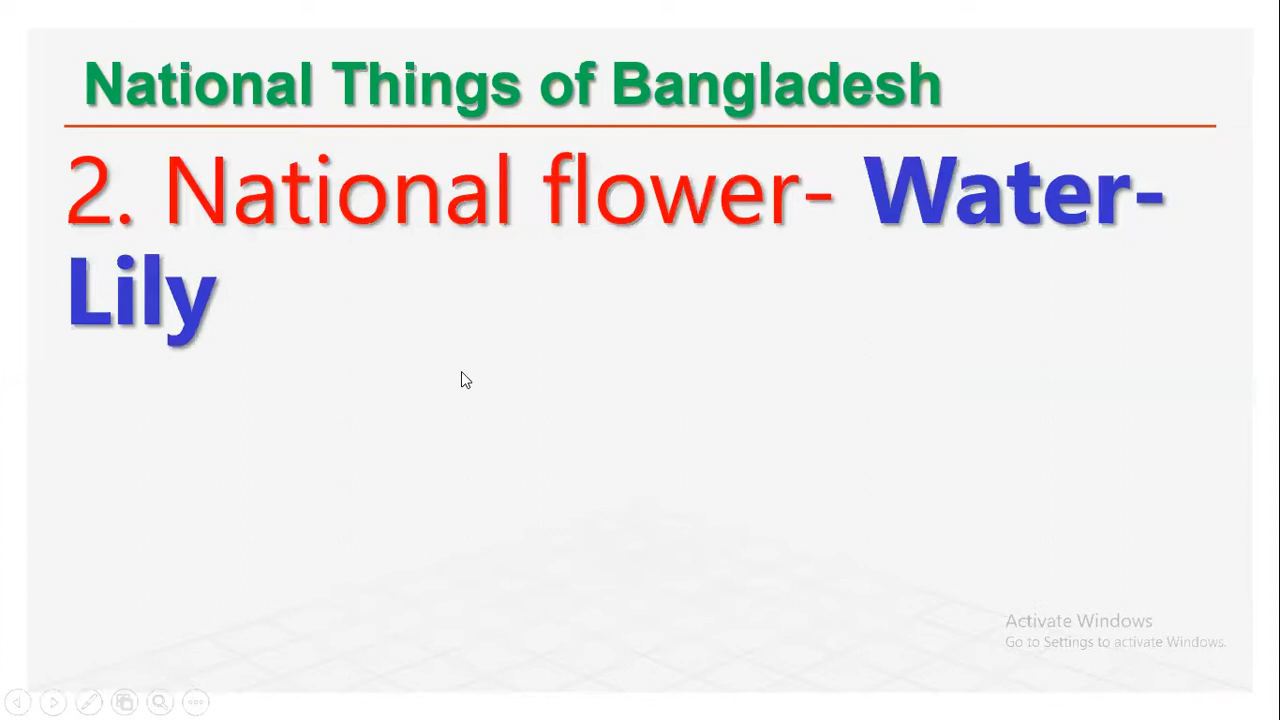 National Things of Bangladesh
2. National flower- Water-
Lily
Activate Windows
Go to Settings to activate Windows.